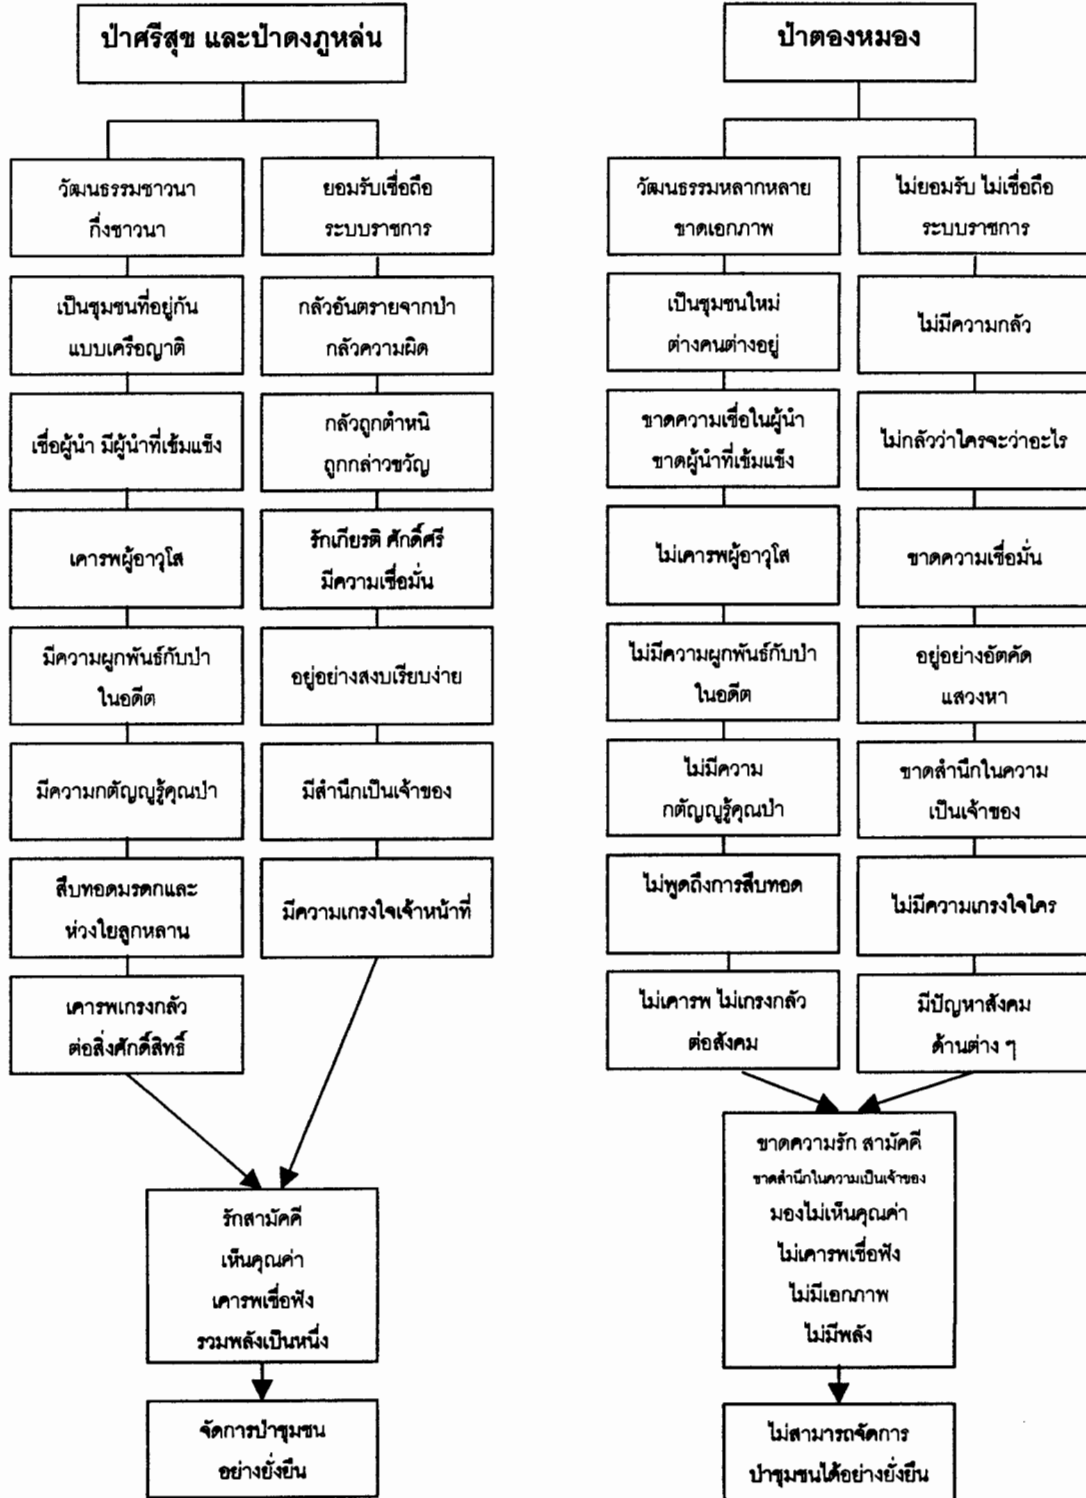 ป่าศรีสุข และป่าดงภูหล่น
วัฒนธรรมชาวนา
กึ่งชาวนา
เป็นชุมชนที่อยู่กัน
แบบเครือญาติ
เชื่อผู้นำ มีผู้นำที่เข้มแข็ง
เคารพผู้อาวุโส
มีความผูกพันธ์กับป่า
ในอดีต
มีความกตัญญูรู้คุณป่า
สืบทอดมรดกและ
ห่วงใยลูกหลาน
เคารพเกรงกลัว
ต่อสิ่งศักดิ์สิทธิ์
ยอมรับเชื่อถือ
ระบบราชการ
กลัวอันตรายจากป่า
กลัวความผิด
กลัวถูกตำหนิ
ถูกกล่าวขวัญ
รักเกียรติ ศักดิ์ศรี
มีความเชื่อมั่น
อยู่อย่างสงบเรียบง่าย
มีสำนึกเป็นเจ้าของ
มีความเกรงใจเจ้าหน้าที่
รักสามัคคี
เห็นคุณค่า
เคารพเชื่อฟัง
รวมพลังเป็นหนึ่ง
จัดการป่าชุมชน
อย่างยั่งยืน
ป่าตองหมอง
วัฒนธรรมหลากหลาย
ขาดเอกภาพ
เป็นชุมชนใหม่
ต่างคนต่างอยู่
ขาดความเชื่อในผู้นำ
ขาดผู้นำที่เข้มแข็ง
ไม่เคารพผู้อาวุโส
ไม่มีความผูกพันธ์กับป่า
ในอดีต
ไม่มีความ
กตัญญูรู้คุณป่า
ไม่พูดถึงการสืบทอด
ไม่เคารพ ไม่เกรงกลัว
ต่อสังคม
ไม่ยอมรับ ไม่เชื่อถือ
ระบบราชการ
ไม่มีความกลัว
ไม่กลัวว่าใครจะว่าอะไร
ขาดความเชื่อมั่น
อยู่อย่างอัตคัด
แสวงหา
ขาดสำนึกในความ
เป็นเจ้าของ
ไม่มีความเกรงใจใคร
มีปัญหาสังคม
ด้านต่าง ๆ
ขาดความรัก สามัคคี
ขาดสำนึกในความเป็นเจ้าของ
มองไม่เห็นคุณค่า
ไม่เคารพเชื่อฟัง
ไม่มีเอกภาพ
ไม่มีพลัง
ไม่สามารถจัดการ
ป่าชุมชนได้อย่างยั่งยืน